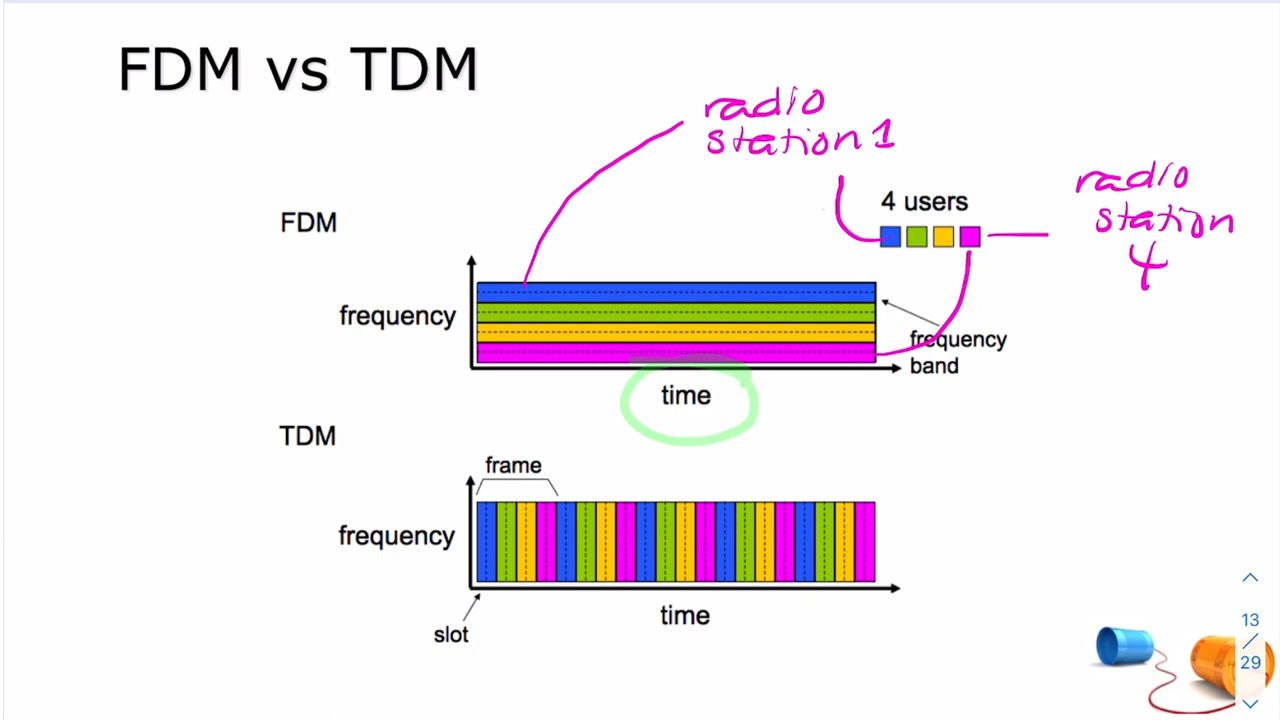 FDM vs TDM
radio
station 1
radio
station
4
4 users
FDM
frequency
frequency
band
time
TDM
frame
frequency
time
slot
13
29